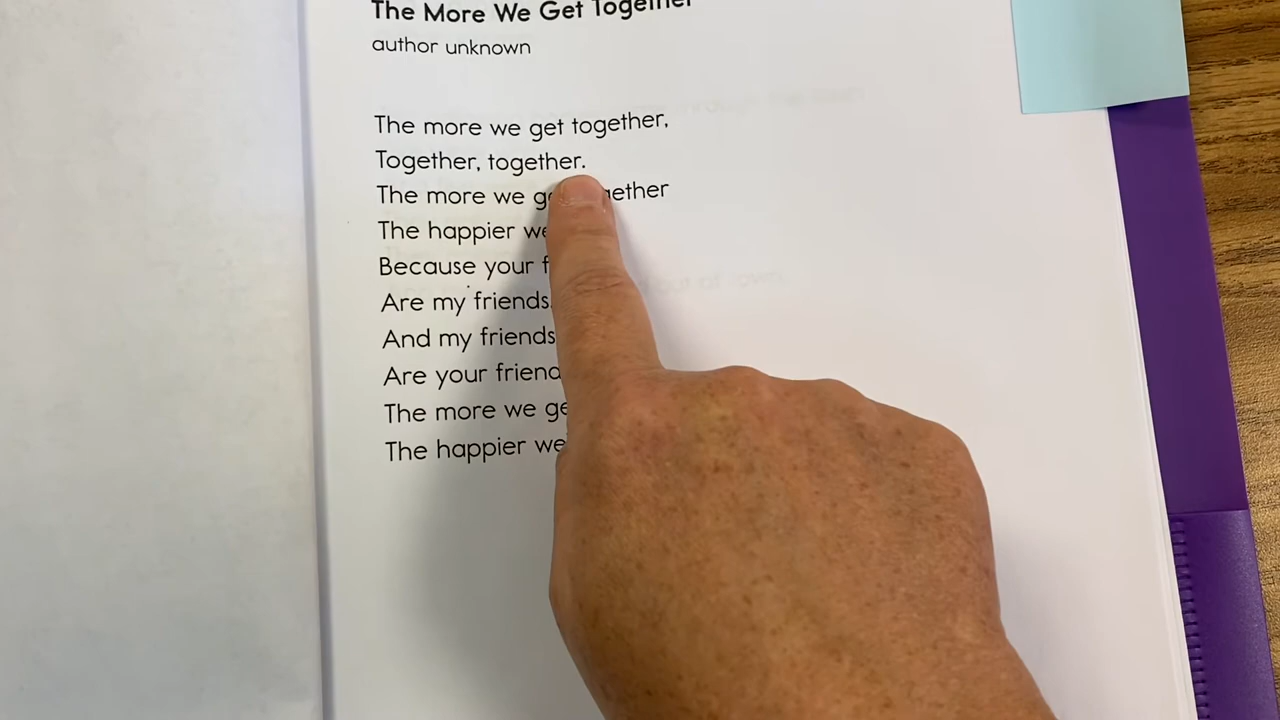 The More We Get Together
author unknown
The more we get together,
Together, together.
The more we gether
The happier we
Because your f
Are my friends
And my friends
Are your friend
The more we ge
The happier we